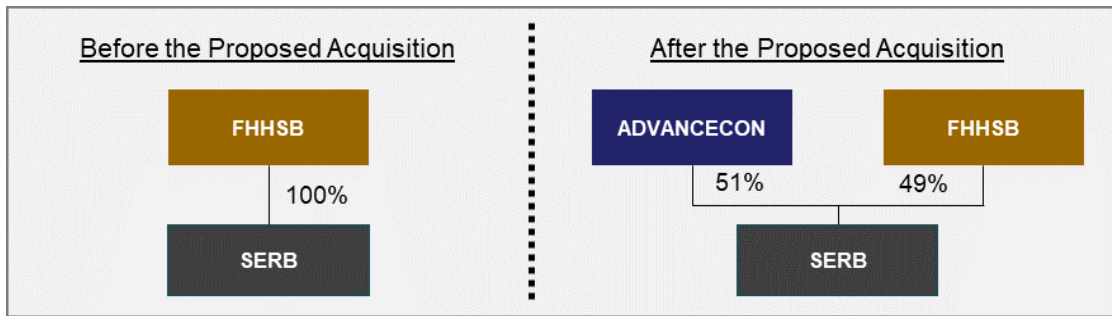 Before the Proposed Acquisition
FHHSB
100%
SERB
After the Proposed Acquisition
ADVANCECON
FHHSB
51%
49%
SERB